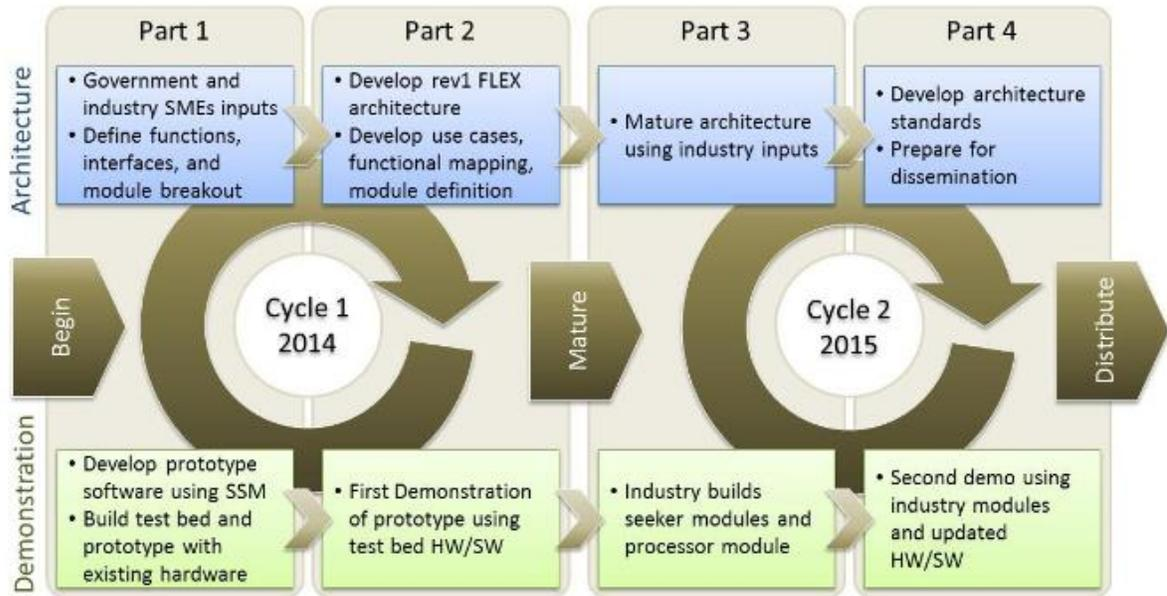 Part 1
Part 2
Part 3
Part 4
Architecture
• Government and
industry SMEs inputs
• Define functions,
interfaces, and
module breakout
• Develop rev1 FLEX
architecture
• Develop use cases,
functional mapping,
module definition
• Mature architecture
using industry inputs
• Develop architecture
standards
• Prepare for
dissemination
Begin
Cycle 1
2014
Mature
Cycle 2
2015
Distribute
Demonstration
• Develop prototype
software using SSM
• Build test bed and
prototype with
existing hardware
• First Demonstration
of prototype using
test bed HW/SW
• Industry builds
seeker modules and
processor module
• Second demo using
industry modules
and updated
HW/SW